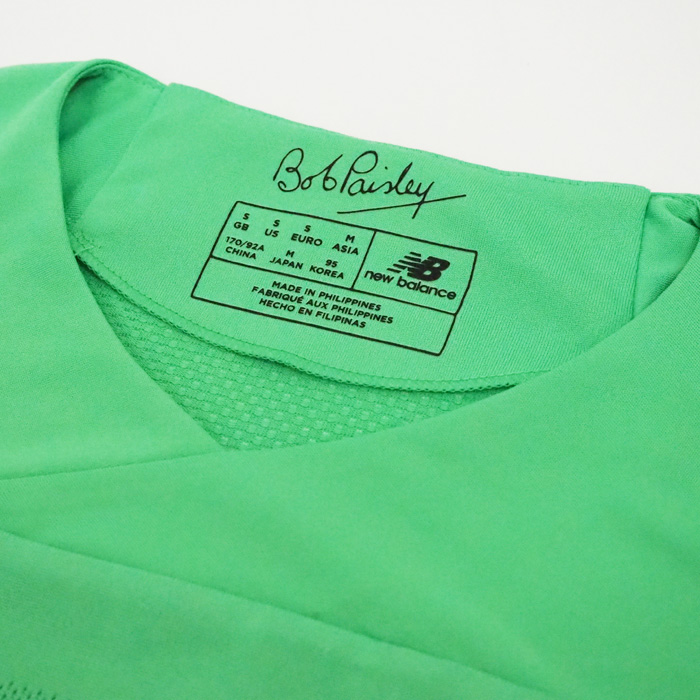 Bob Paisley
S S S M
GB US EURO ASIA
170/92A M 95
CHINA JAPAN KOREA
NB
new balance
MADE IN PHILIPPINES
FABRIQUÉ AUX PHILIPPINES
HECHO EN FILIPINAS